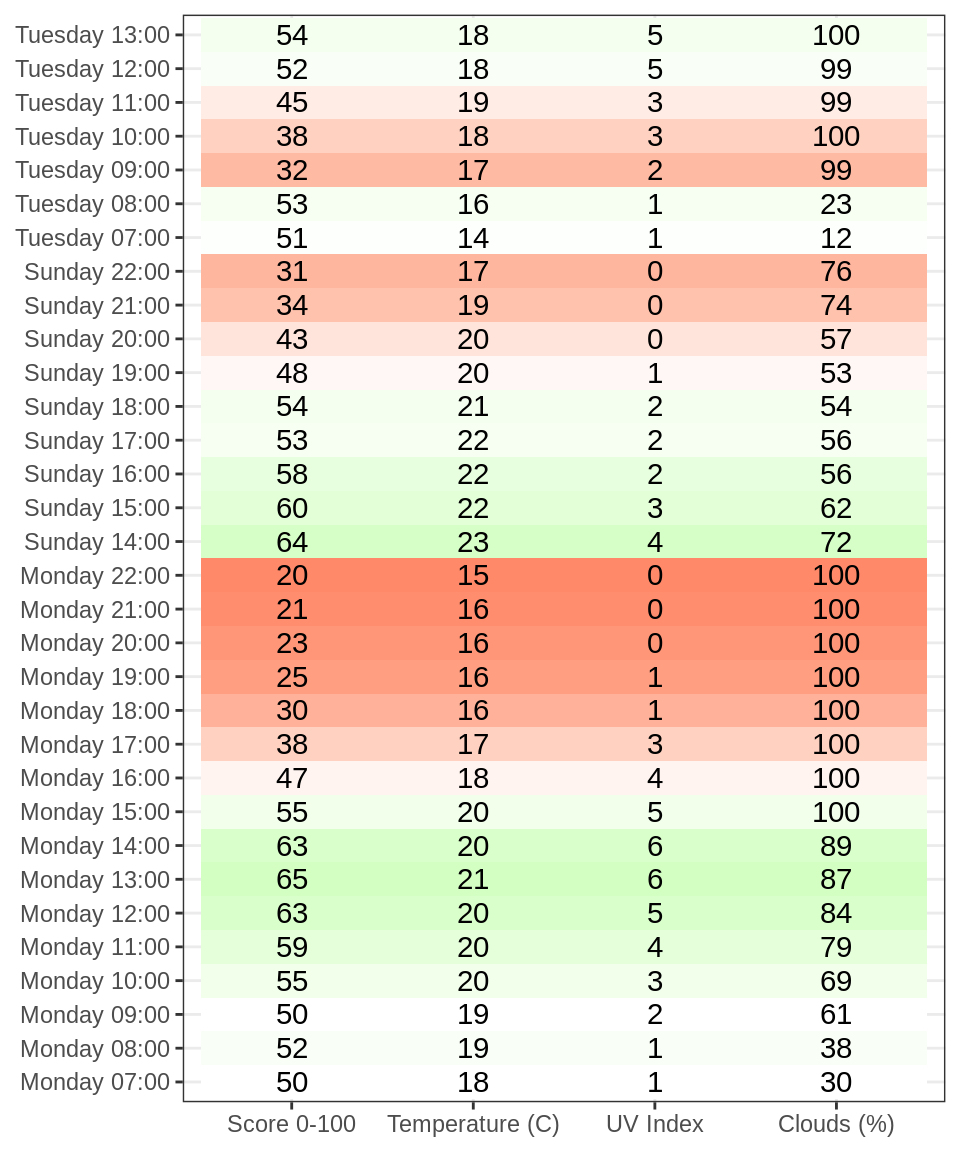 Tuesday 13:00 54 18 5 100
Tuesday 12:00 52 18 5 99
Tuesday 11:00 45 19 3 99
Tuesday 10:00 38 18 3 100
Tuesday 09:00 32 17 2 99
Tuesday 08:00 53 16 1 23
Tuesday 07:00 51 14 1 12
Sunday 22:00 31 17 0 76
Sunday 21:00 34 19 0 74
Sunday 20:00 43 20 0 57
Sunday 19:00 48 20 1 53
Sunday 18:00 54 21 2 54
Sunday 17:00 53 22 2 56
Sunday 16:00 58 22 2 56
Sunday 15:00 60 22 3 62
Sunday 14:00 64 23 4 72
Monday 22:00 20 15 0 100
Monday 21:00 21 16 0 100
Monday 20:00 23 16 0 100
Monday 19:00 25 16 1 100
Monday 18:00 30 16 1 100
Monday 17:00 38 17 3 100
Monday 16:00 47 18 4 100
Monday 15:00 55 20 5 100
Monday 14:00 63 20 6 89
Monday 13:00 65 21 6 87
Monday 12:00 63 20 5 84
Monday 11:00 59 20 4 79
Monday 10:00 55 20 3 69
Monday 09:00 50 19 2 61
Monday 08:00 52 19 1 38
Monday 07:00 50 18 1 30
Score 0-100 Temperature (C) UV Index Clouds (%)